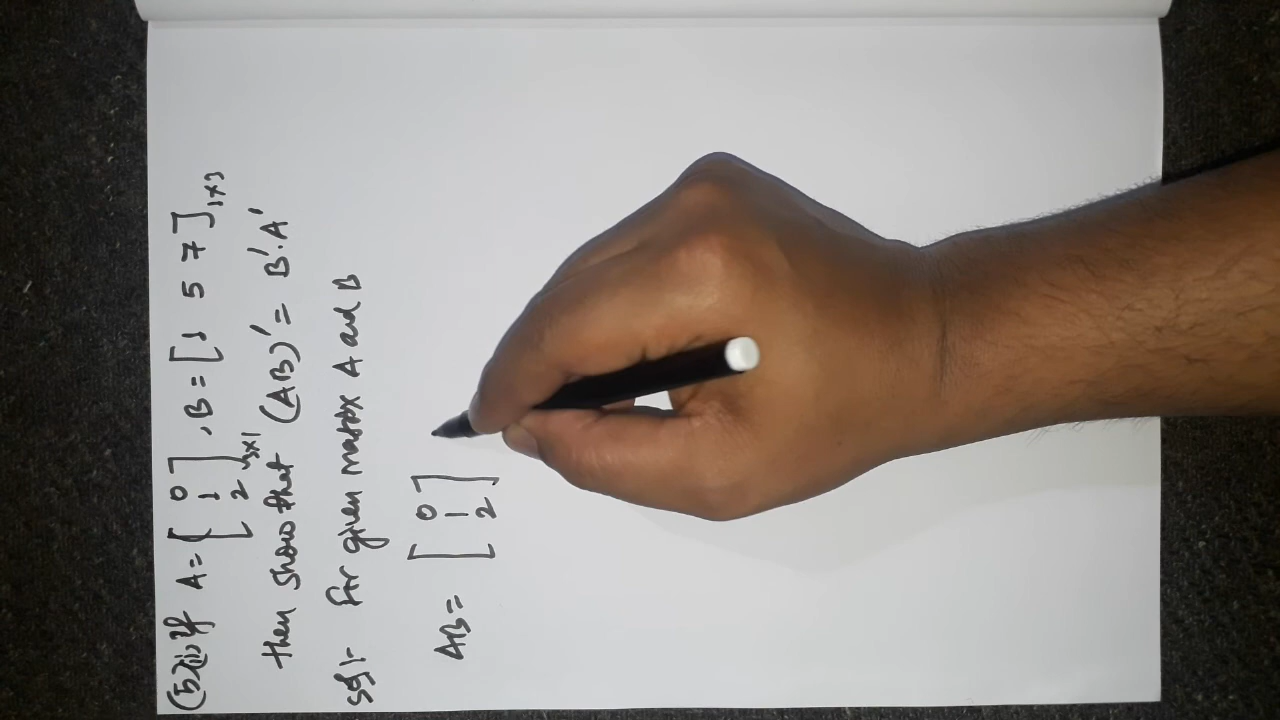 (5)(ii) If A = [0 1 2]3×1 , B = [1 5 7]1×3
then show that (AB)' = B'.A'
Sol:- For given matrix A and B
AB = [0 1 2]